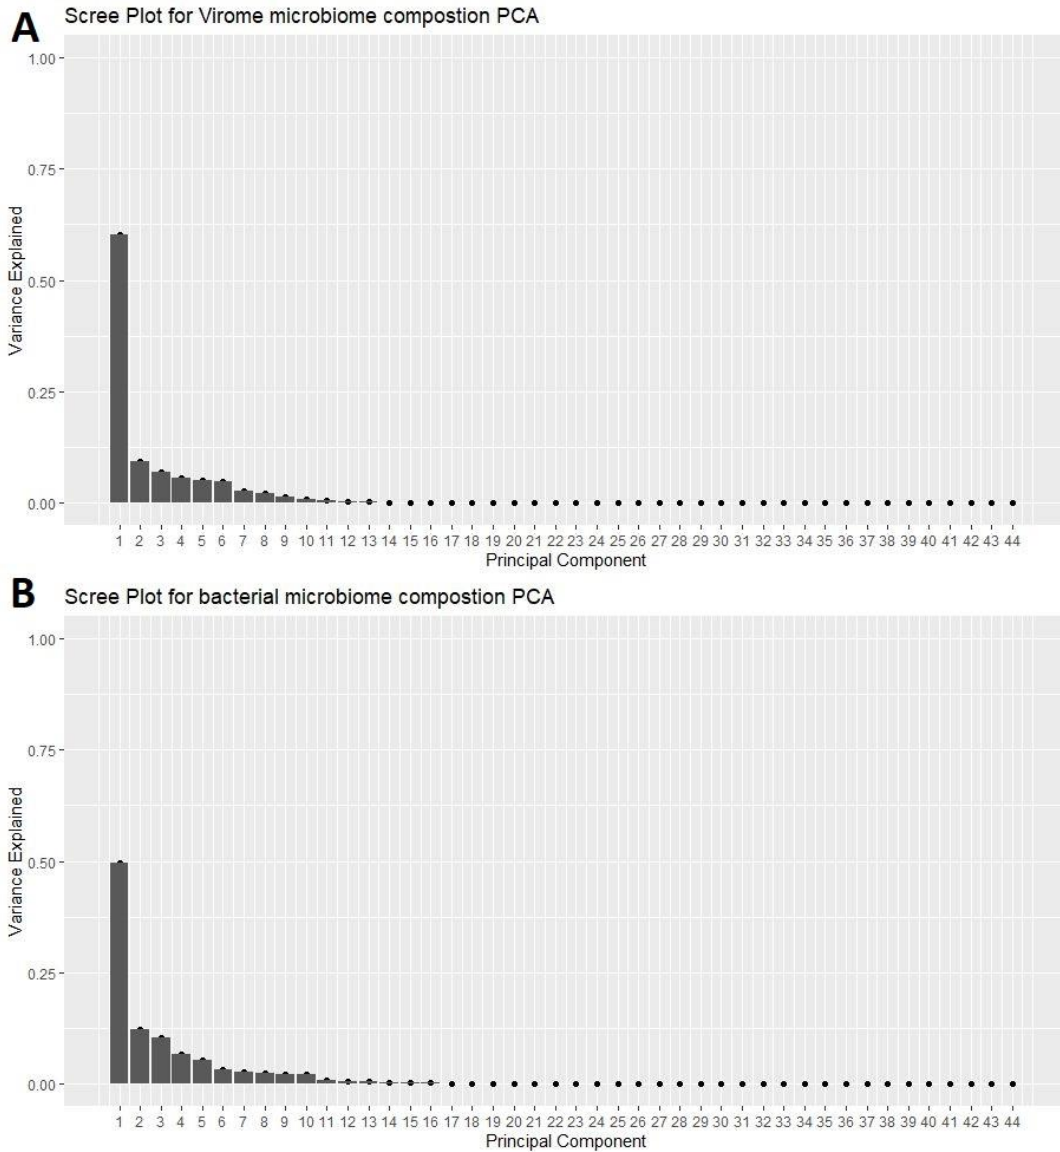 A
Scree Plot for Virome microbiome compostion PCA
1.00
0.75
0.50
0.25
0.00
Variance Explained
1 2 3 4 5 6 7 8 9 10 11 12 13 14 15 16 17 18 19 20 21 22 23 24 25 26 27 28 29 30 31 32 33 34 35 36 37 38 39 40 41 42 43 44
Principal Component
B
Scree Plot for bacterial microbiome compostion PCA
1.00
0.75
0.50
0.25
0.00
Variance Explained
1 2 3 4 5 6 7 8 9 10 11 12 13 14 15 16 17 18 19 20 21 22 23 24 25 26 27 28 29 30 31 32 33 34 35 36 37 38 39 40 41 42 43 44
Principal Component